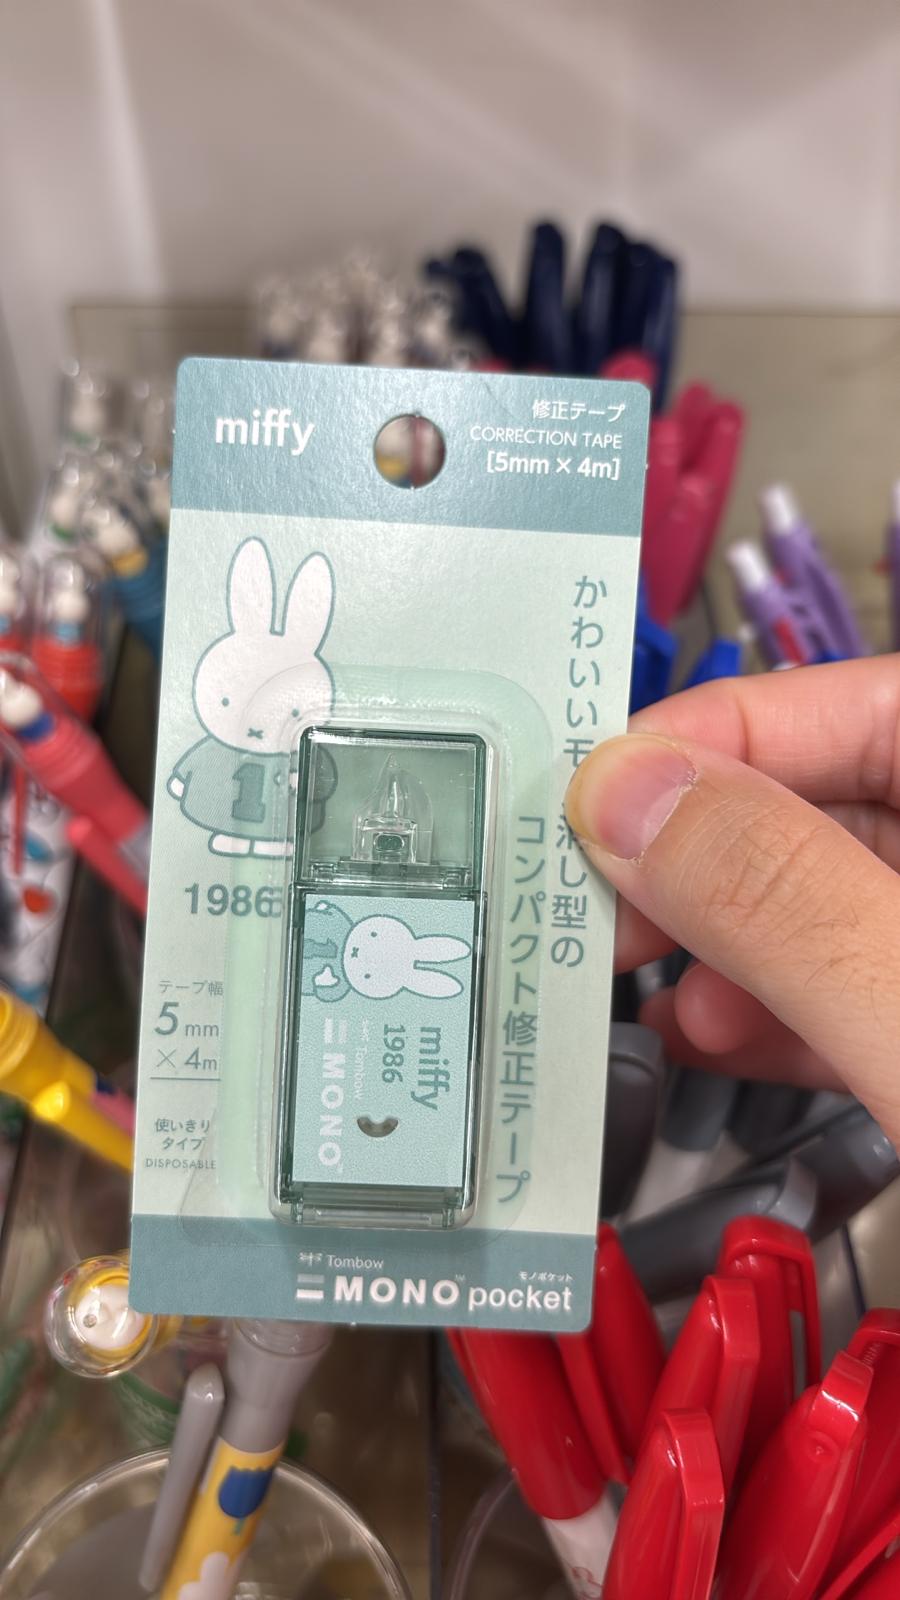 miffy
修正テープ
CORRECTION TAPE
[5mm×4m]
かわいいモ
消し型の
コンパクト修正テープ
1
1986
テープ幅
5mm
×4m
使いきり
タイプ
DISPOSABLE
miffy
1986
Tombow
MONO
Tombow
モノポケット
MONO™ pocket